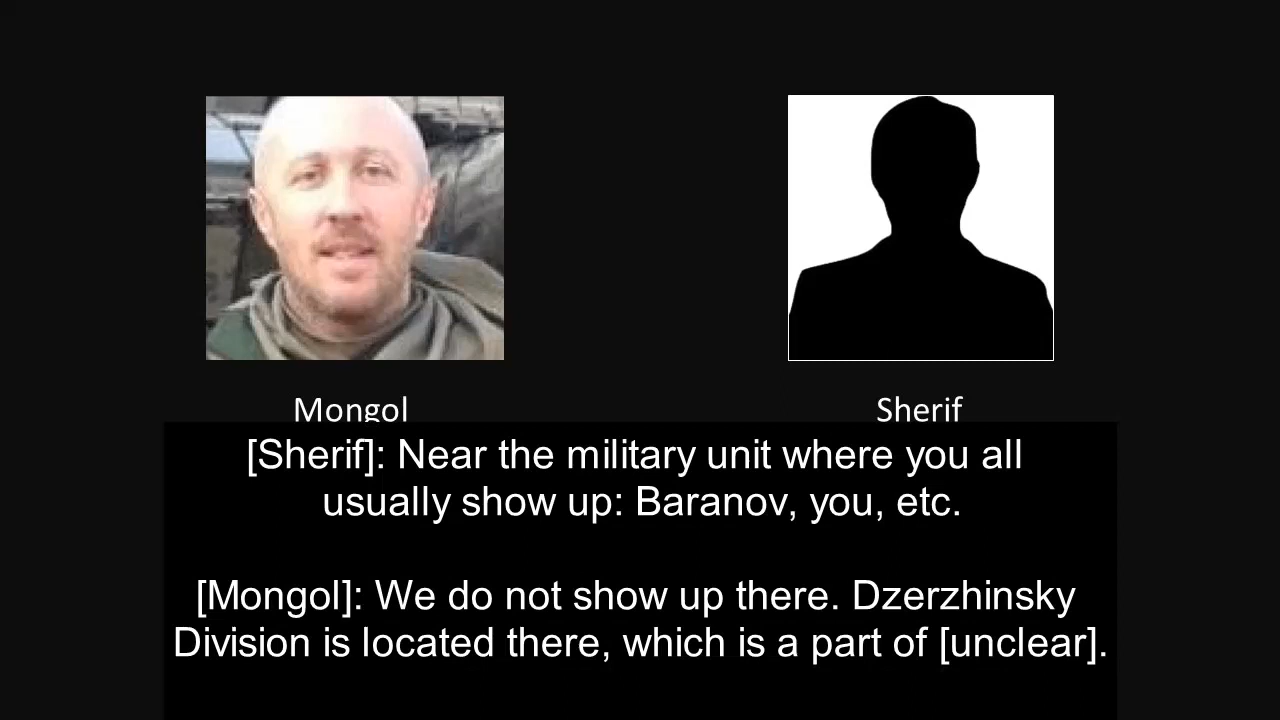 Mongol
Sherif
[Sherif]: Near the military unit where you all
usually show up: Baranov, you, etc.
[Mongol]: We do not show up there. Dzerzhinsky
Division is located there, which is a part of [unclear].